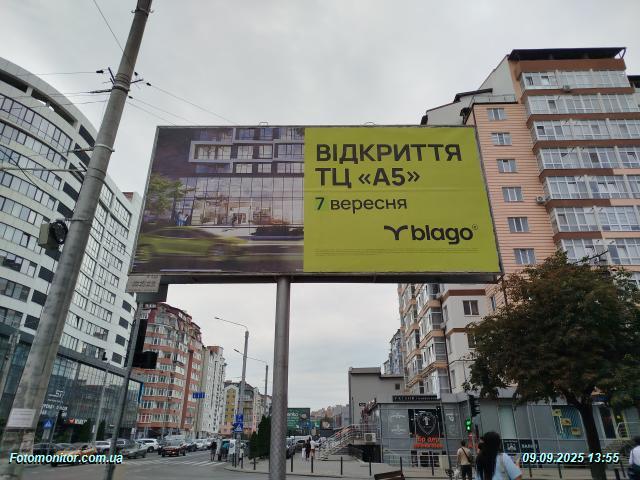 ВІДКРИТТЯ
ТЦ «А5»
7 вересня
blago
Fotomonitor.com.ua
09.09.2025 13:55